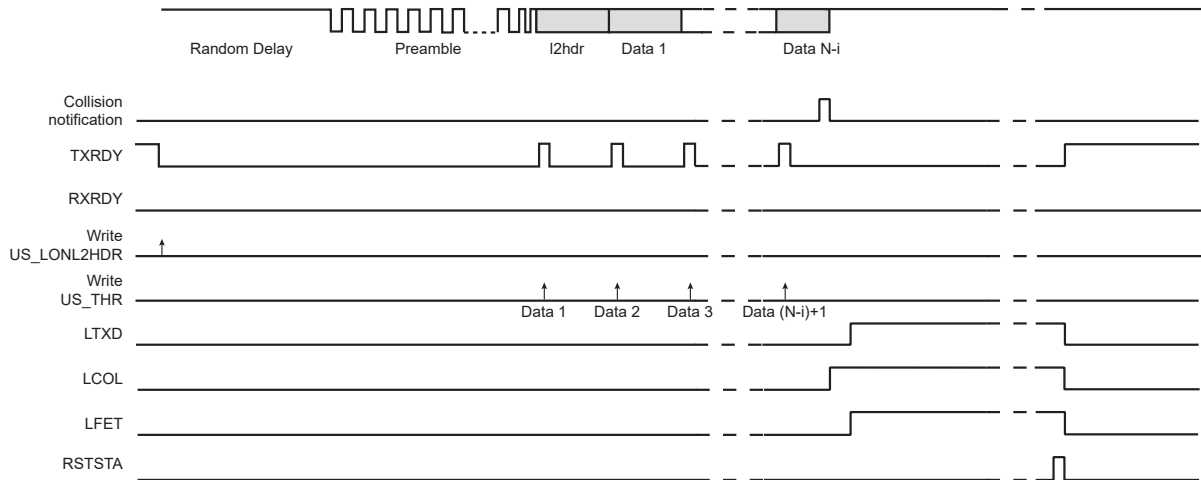 Random Delay Preamble l2hdr Data 1 Data N-i
Collision
notification
TXRDY
RXRDY
Write
US_LONL2HDR
Write
US_THR
Data 1 Data 2 Data 3 Data (N-i)+1
LTXD
LCOL
LFET
RSTSTA